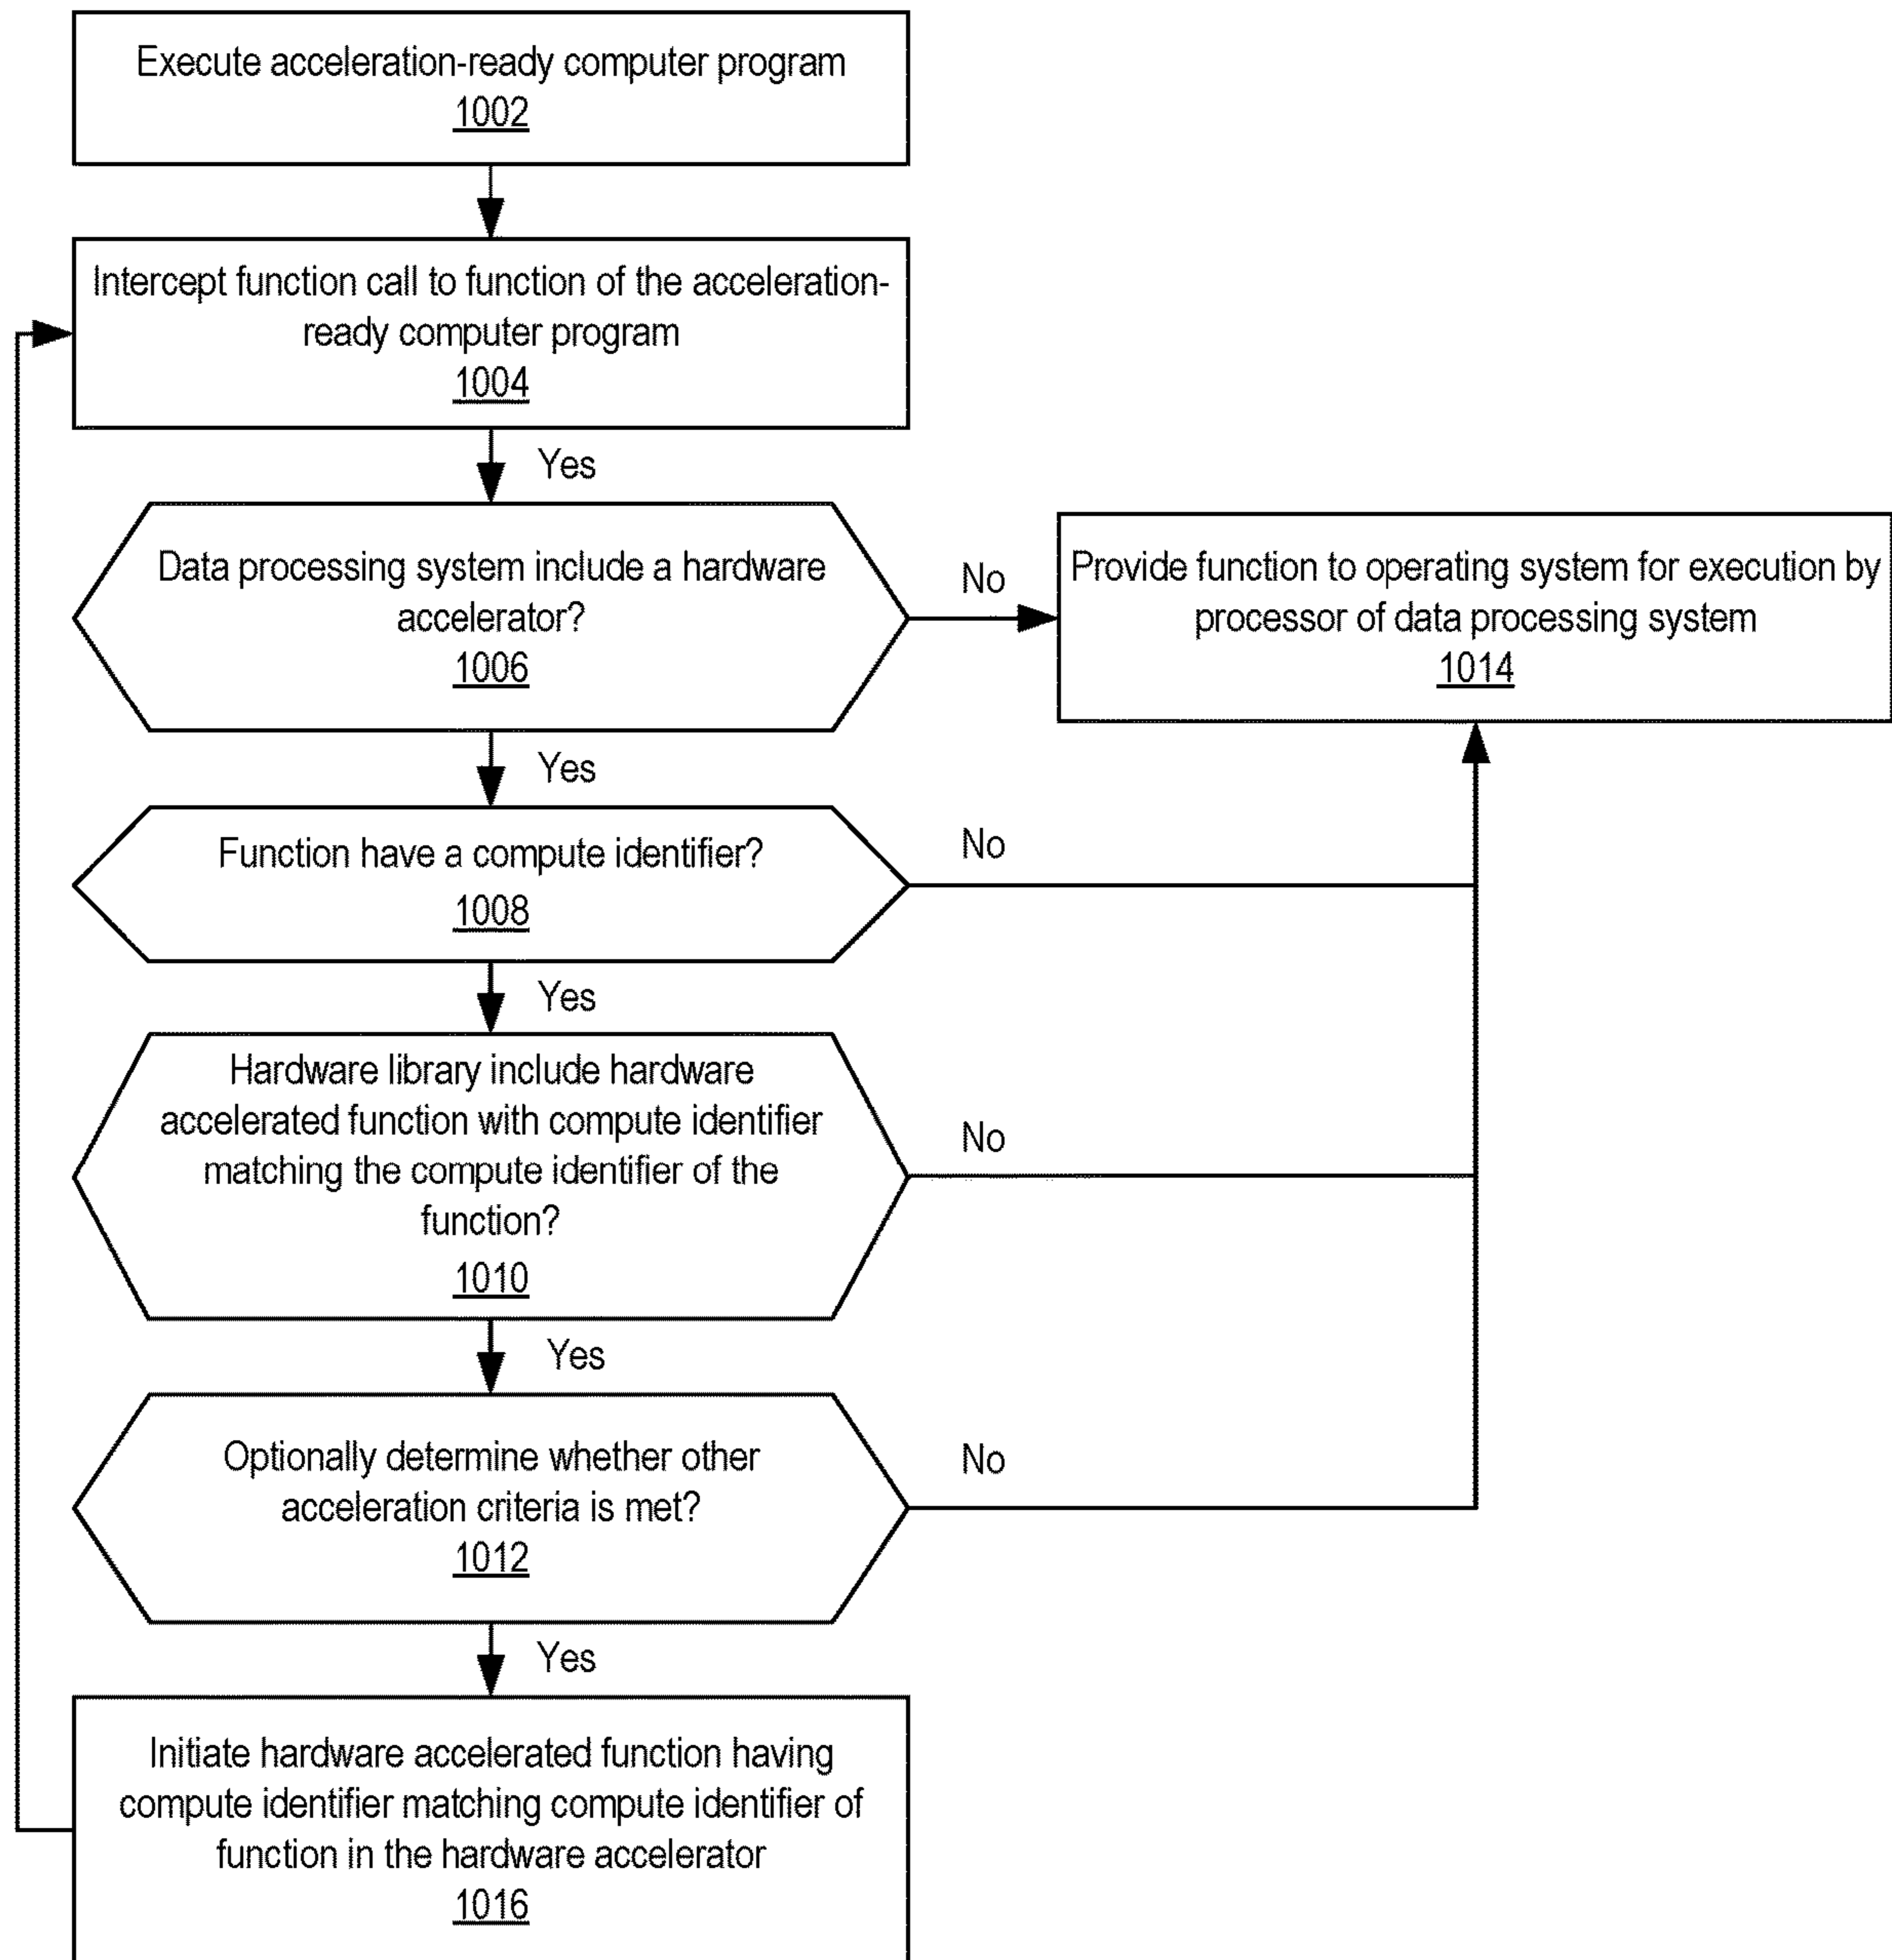 Execute acceleration-ready computer program
1002
Intercept function call to function of the acceleration-
ready computer program
1004
Yes
Data processing system include a hardware
accelerator?
1006
No
Provide function to operating system for execution by
processor of data processing system
1014
Yes
Function have a compute identifier?
1008
No
Yes
Hardware library include hardware
accelerated function with compute identifier
matching the compute identifier of the
function?
1010
No
Yes
Optionally determine whether other
acceleration criteria is met?
1012
No
Yes
Initiate hardware accelerated function having
compute identifier matching compute identifier of
function in the hardware accelerator
1016